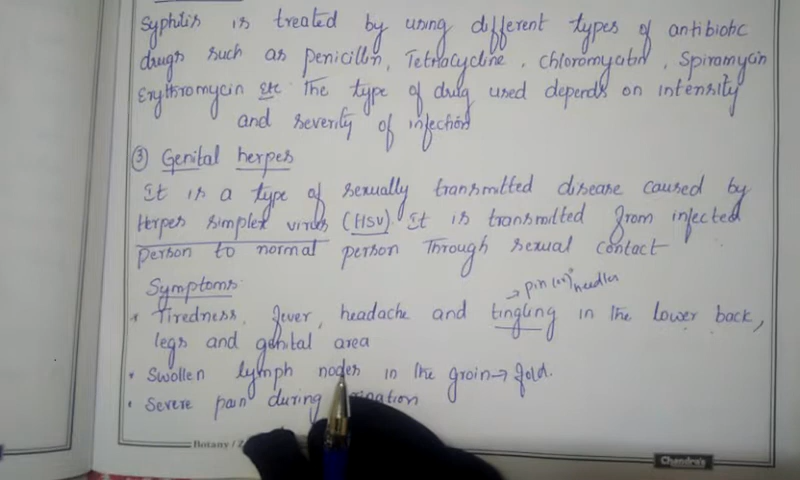 Syphilis is treated by using different types of antibiotic
drugs such as penicillin, Tetracycline, chloromycetin, Spiramycin
Erythromycin Etc The type of drug used depends on intensity
and severity of infection
③ Genital herpes
It is a type of sexually transmitted disease caused by
Herpes simplex virus (HSV). It is transmitted from infected
person to normal person Through sexual contact
Symptoms:
→ pin (or) needles
* Tiredness, fever, headache and tingling in the lower back,
legs and genital area
• Swollen lymph nodes in the groin → fold.
• Severe pain during
Botany / Z
Chandra's